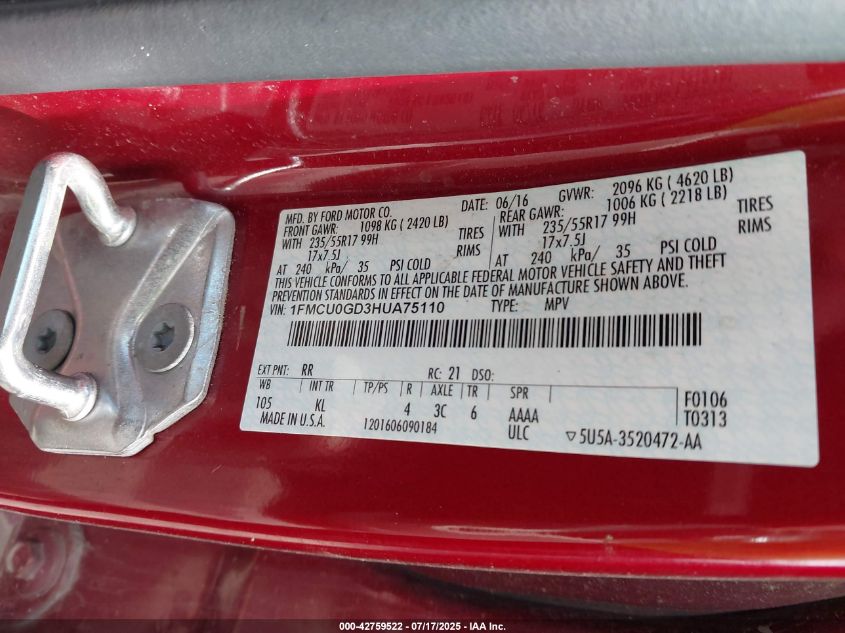 MFD. BY FORD MOTOR CO.
DATE: 06/16 GVWR: 2096 KG ( 4620 LB)
FRONT GAWR: 1098 KG ( 2420 LB)
REAR GAWR: 1006 KG ( 2218 LB)
WITH 235/55R17 99H TIRES
WITH 235/55R17 99H TIRES
17x7.5J RIMS
17x7.5J RIMS
AT 240 kPa/ 35 PSI COLD
AT 240 kPa/ 35 PSI COLD
THIS VEHICLE CONFORMS TO ALL APPLICABLE FEDERAL MOTOR VEHICLE SAFETY AND THEFT
PREVENTION STANDARDS IN EFFECT ON THE DATE OF MANUFACTURE SHOWN ABOVE.
VIN: 1FMCU0GD3HUA75110 TYPE: MPV
EXT PNT: RR RC: 21 DSO:
WB INT TR TP/PS R AXLE TR SPR
105 KL 4 3C 6 AAAA F0106
MADE IN U.S.A. 1201606090184 ULC T0313
▽5U5A-3520472-AA
000-42759522 - 07/17/2025 - IAA Inc.